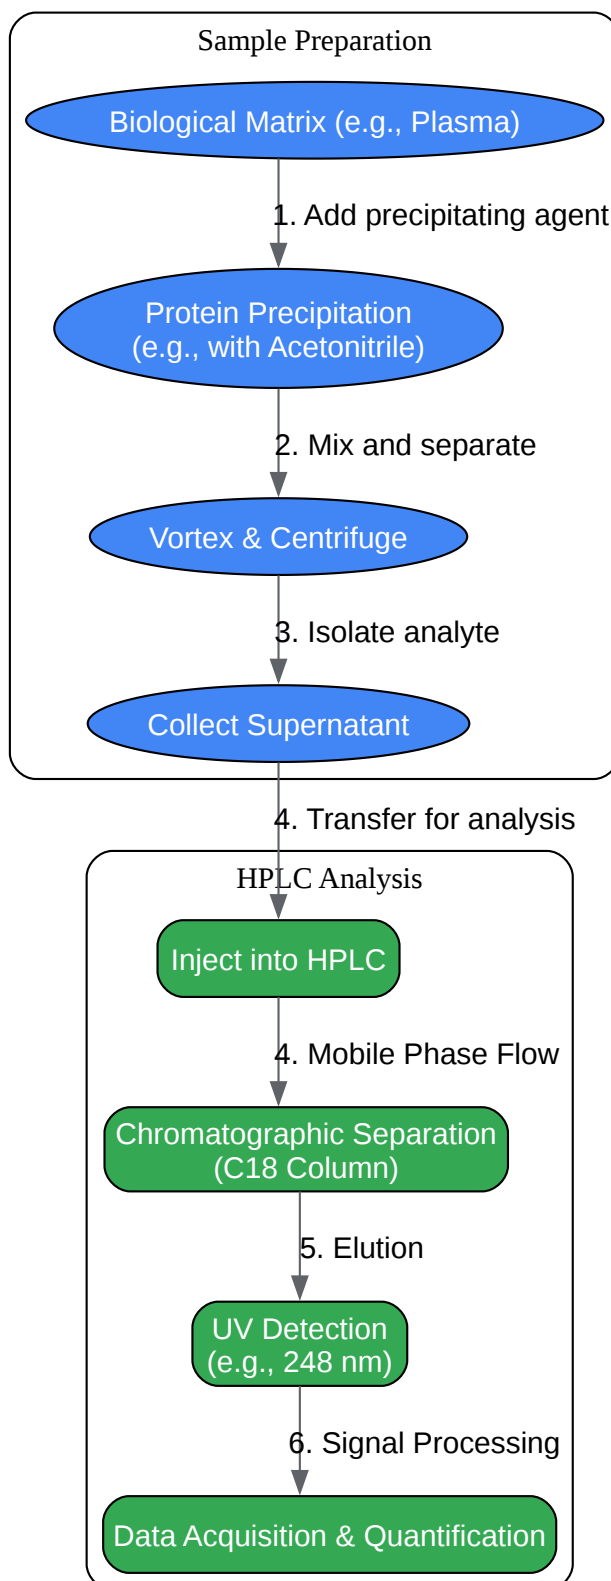 Sample Preparation
Biological Matrix (e.g., Plasma)
1. Add precipitating agent
Protein Precipitation
(e.g., with Acetonitrile)
2. Mix and separate
Vortex & Centrifuge
3. Isolate analyte
Collect Supernatant
4. Transfer for analysis
HPLC Analysis
Inject into HPLC
4. Mobile Phase Flow
Chromatographic Separation
(C18 Column)
5. Elution
UV Detection
(e.g., 248 nm)
6. Signal Processing
Data Acquisition & Quantification